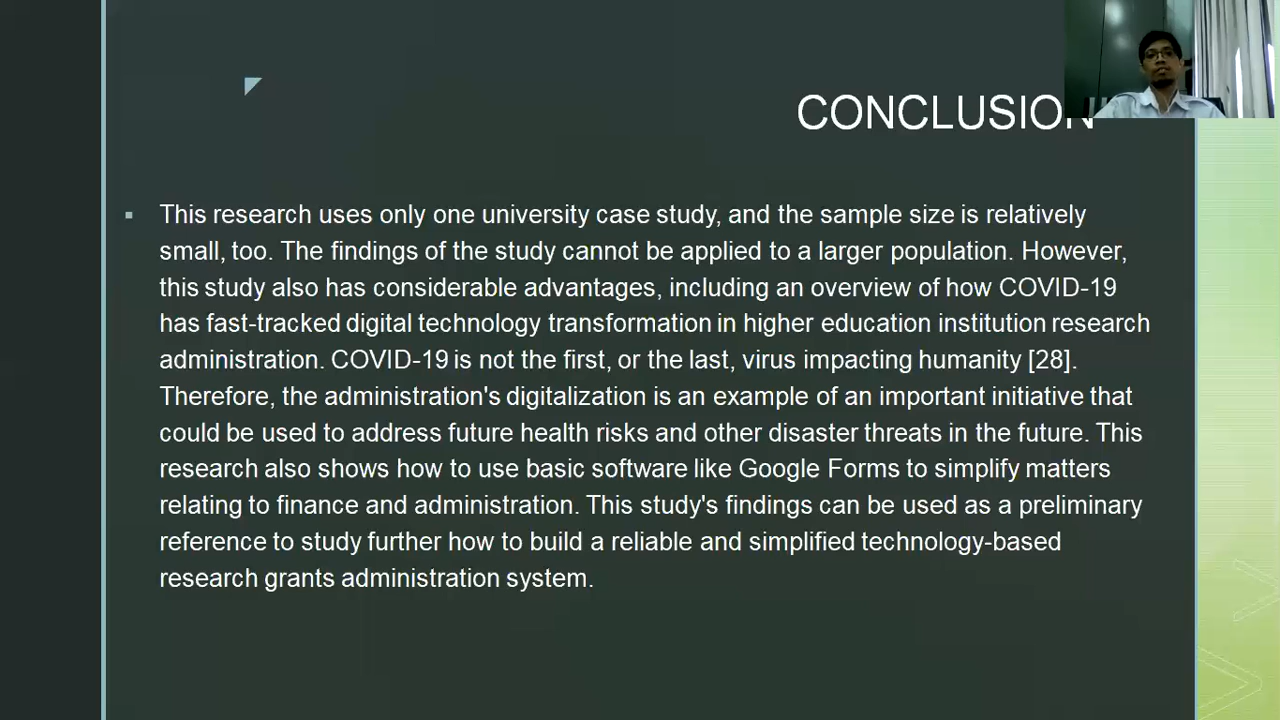 CONCLUSION
This research uses only one university case study, and the sample size is relatively
small, too. The findings of the study cannot be applied to a larger population. However,
this study also has considerable advantages, including an overview of how COVID-19
has fast-tracked digital technology transformation in higher education institution research
administration. COVID-19 is not the first, or the last, virus impacting humanity [28].
Therefore, the administration's digitalization is an example of an important initiative that
could be used to address future health risks and other disaster threats in the future. This
research also shows how to use basic software like Google Forms to simplify matters
relating to finance and administration. This study's findings can be used as a preliminary
reference to study further how to build a reliable and simplified technology-based
research grants administration system.